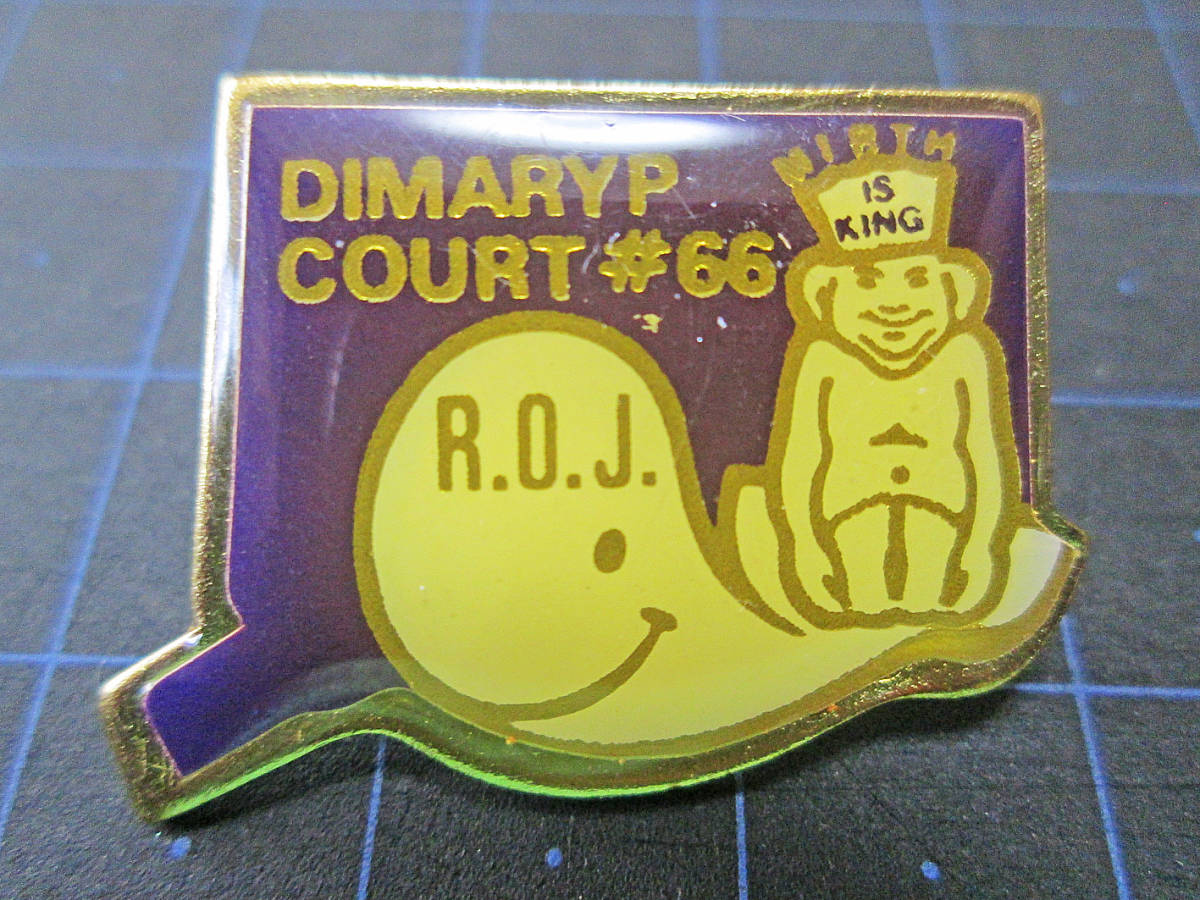 DIMARYP
COURT #66
MIRTH
IS
KING
R.O.J.